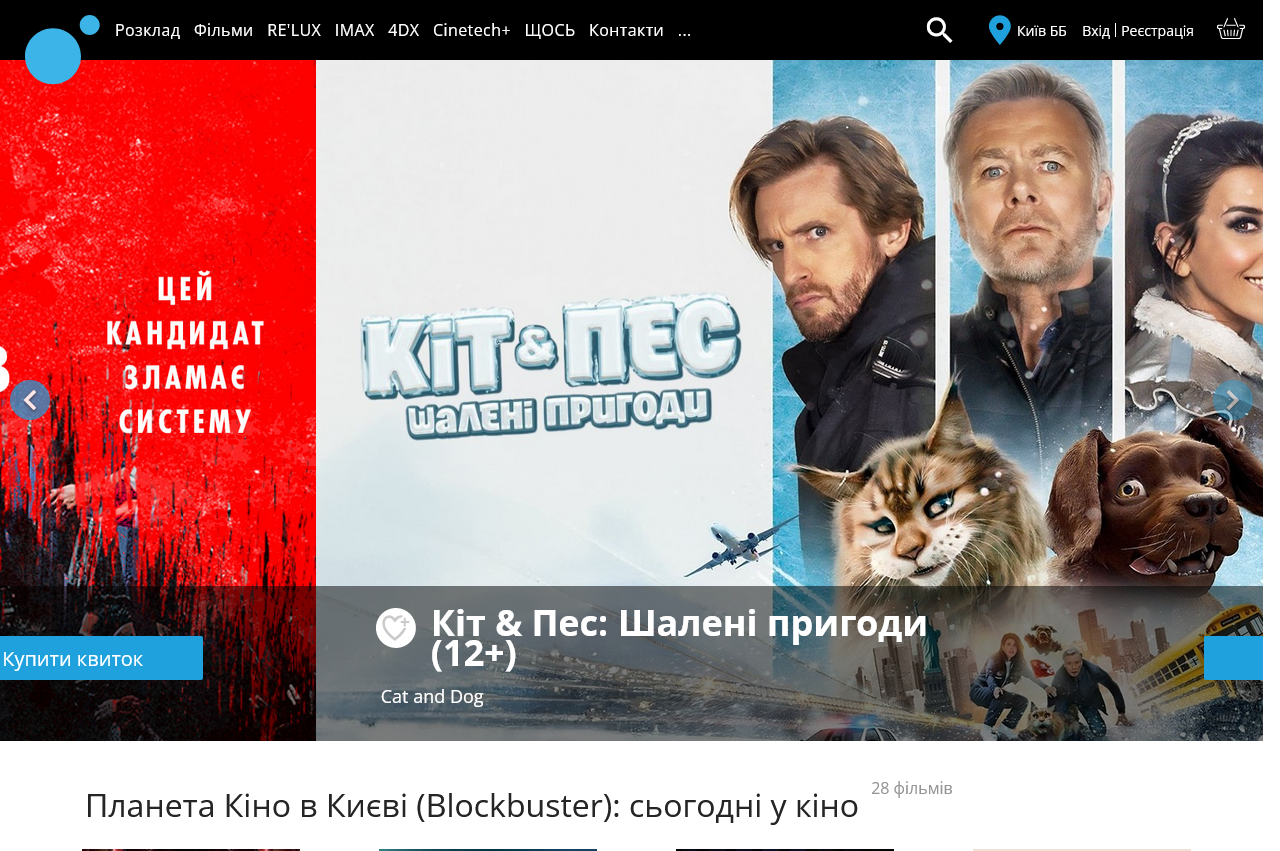 Розклад Фільми RE'LUX IMAX 4DX Cinetech+ ЩОСЬ Контакти ...
Київ ББ Вхід | Реєстрація
ЦЕЙ
КАНДИДАТ
ЗЛАМАЄ
СИСТЕМУ
КІТ & ПЕС
ШАЛЕНІ ПРИГОДИ
Кіт & Пес: Шалені пригоди
(12+)
Купити квиток
Cat and Dog
Планета Кіно в Києві (Blockbuster): сьогодні у кіно
28 фільмів